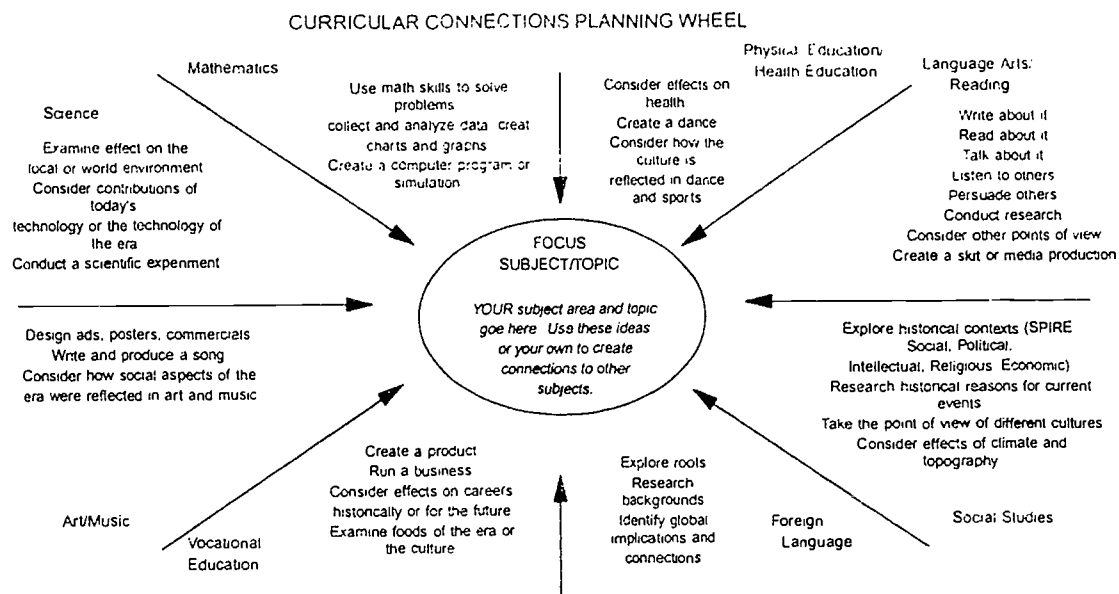 CURRICULAR CONNECTIONS PLANNING WHEEL
Mathematics
Use math skills to solve
problems
collect and analyze data creat
charts and graphs
Create a computer program or
simulation
Physical Education/
Health Education
Consider effects on
health
Create a dance
Consider how the
culture is
reflected in dance
and sports
Language Arts/
Reading
Write about it
Read about it
Talk about it
Listen to others
Persuade others
Conduct research
Consider other points of view
Create a skit or media production
Science
Examine effect on the
local or world environment
Consider contributions of
today's
technology or the technology of
the era
Conduct a scientific experiment
FOCUS
SUBJECT/TOPIC
YOUR subject area and topic
goe here Use these ideas
or your own to create
connections to other
subjects.
Design ads, posters, commercials
Write and produce a song
Consider how social aspects of the
era were reflected in art and music
Art/Music
Create a product
Run a business
Consider effects on careers
historically or for the future
Examine foods of the era or
the culture
Vocational
Education
Explore roots
Research
backgrounds
Identify global
implications and
connections
Foreign
Language
Explore historical contexts (SPIRE
Social, Political,
Intellectual, Religious Economic)
Research historical reasons for current
events
Take the point of view of different cultures
Consider effects of climate and
topography
Social Studies